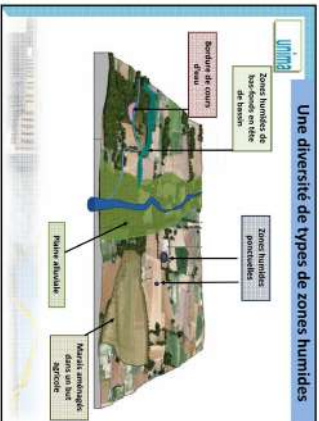 Une diversité de types de zones humides
unima
Zones humides de
bas-fonds en tête
de bassin
Zones humides
ponctuelles
Bordure de cours
d'eau
Plaine alluviale
Marais aménagés
dans un but
agricole